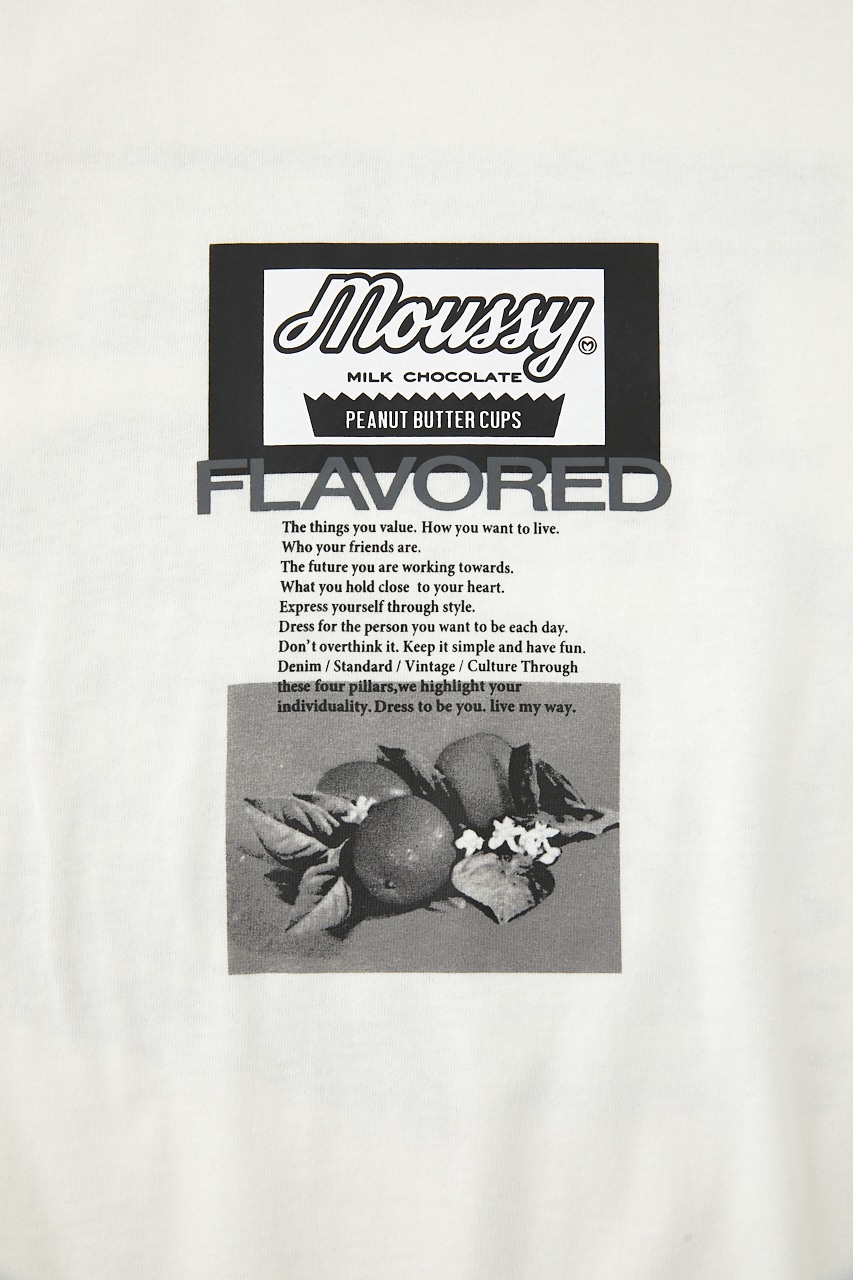 Moussy
MILK CHOCOLATE
PEANUT BUTTER CUPS
FLAVORED
The things you value. How you want to live.
Who your friends are.
The future you are working towards.
What you hold close to your heart.
Express yourself through style.
Dress for the person you want to be each day.
Don't overthink it. Keep it simple and have fun.
Denim / Standard / Vintage / Culture Through
these four pillars,we highlight your
individuality. Dress to be you. live my way.